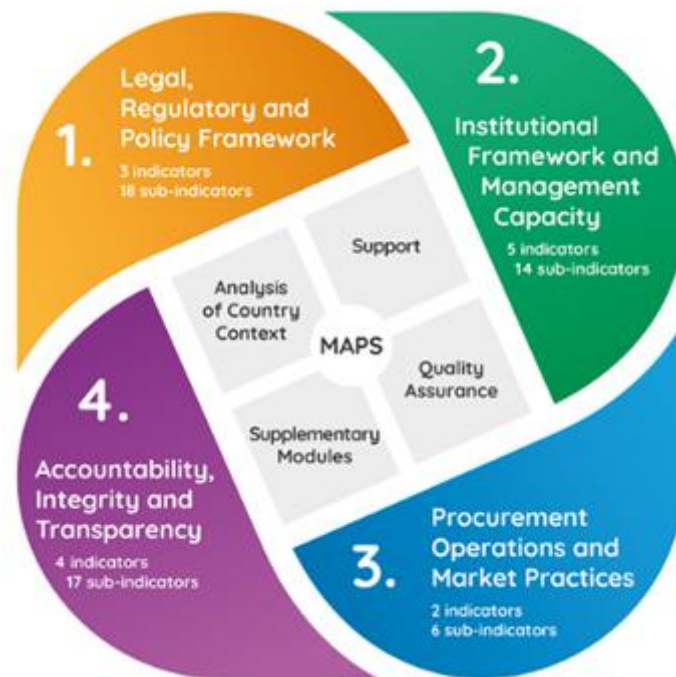 1.
Legal,
Regulatory and
Policy Framework
3 indicators
18 sub-indicators
2.
Institutional
Framework and
Management
Capacity
5 indicators
14 sub-indicators
Support
Analysis
of Country
Context
MAPS
Quality
Assurance
Supplementary
Modules
3.
Procurement
Operations and
Market Practices
2 indicators
6 sub-indicators
4.
Accountability,
Integrity and
Transparency
4 indicators
17 sub-indicators